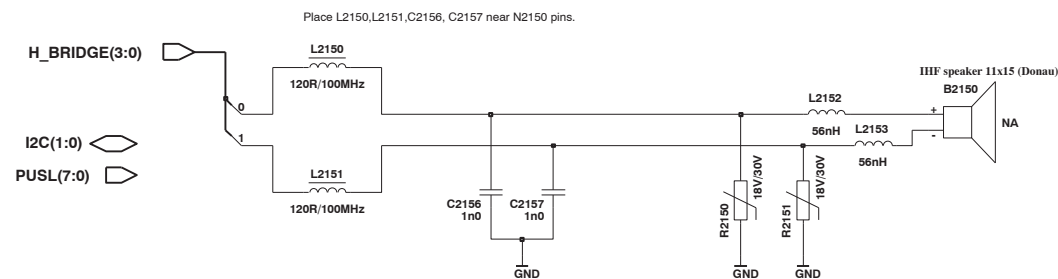 Place L2150,L2151,C2156, C2157 near N2150 pins.
H_BRIDGE(3:0)
L2150
120R/100MHz
IHF speaker 11x15 (Donau)
B2150
L2152
0
+
56nH
L2153
NA
1
-
I2C(1:0)
56nH
PUSL(7:0)
L2151
120R/100MHz
C2156
1n0
C2157
1n0
R2150
18V/30V
R2151
18V/30V
GND
GND
GND